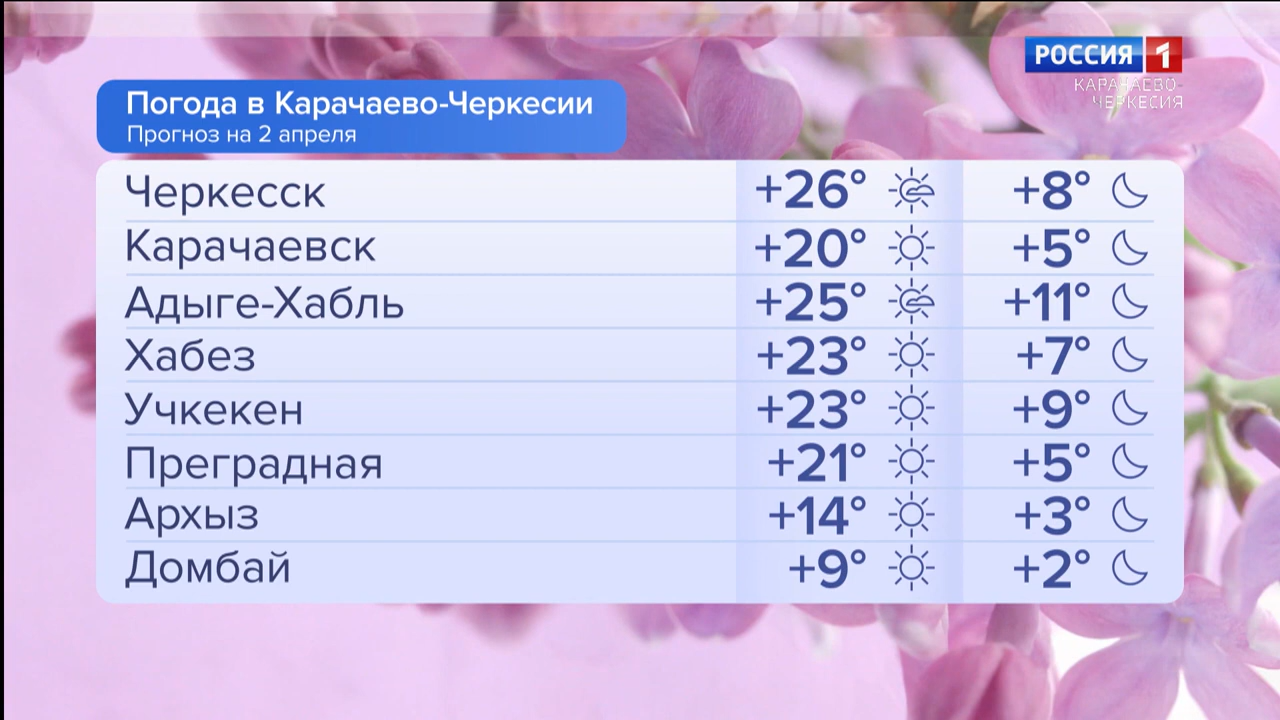 РОССИЯ 1
КАРАЧАЕВО-
ЧЕРКЕСИЯ
Погода в Карачаево-Черкесии
Прогноз на 2 апреля
Черкесск +26° +8°
Карачаевск +20° +5°
Адыге-Хабль +25° +11°
Хабез +23° +7°
Учкекен +23° +9°
Преградная +21° +5°
Архыз +14° +3°
Домбай +9° +2°